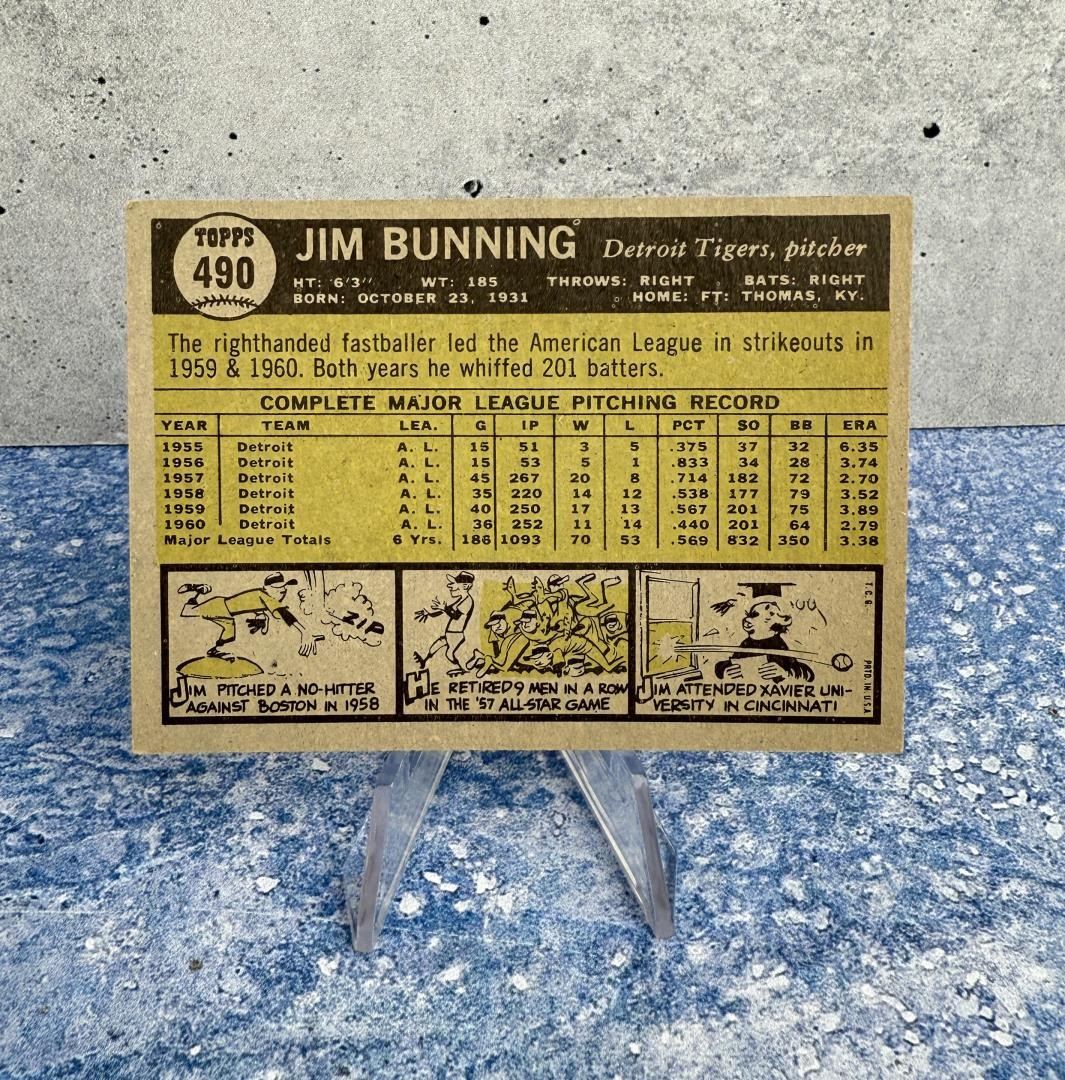 TOPPS
490
JIM BUNNING Detroit Tigers, pitcher
HT: 6'3" WT: 185 THROWS: RIGHT BATS: RIGHT
BORN: OCTOBER 23, 1931 HOME: FT: THOMAS, KY.
The righthanded fastballer led the American League in strikeouts in
1959 & 1960. Both years he whiffed 201 batters.
COMPLETE MAJOR LEAGUE PITCHING RECORD
YEAR TEAM LEA. G IP W L PCT SO BB ERA
1955 Detroit A. L. 15 51 3 5 .375 37 32 6.35
1956 Detroit A. L. 15 53 5 1 .833 34 28 3.74
1957 Detroit A. L. 45 267 20 8 .714 182 72 2.70
1958 Detroit A. L. 35 220 14 12 .538 177 79 3.52
1959 Detroit A. L. 40 250 17 13 .567 201 75 3.89
1960 Detroit A. L. 36 252 11 14 .440 201 64 2.79
Major League Totals 6 Yrs. 186 1093 70 53 .569 832 350 3.38
ZIP
JIM PITCHED A NO-HITTER
AGAINST BOSTON IN 1958
HE RETIRED 9 MEN IN A ROW
IN THE '57 ALL-STAR GAME
JIM ATTENDED XAVIER UNI-
VERSITY IN CINCINNATI
T.C.G. PRTD. IN U.S.A.